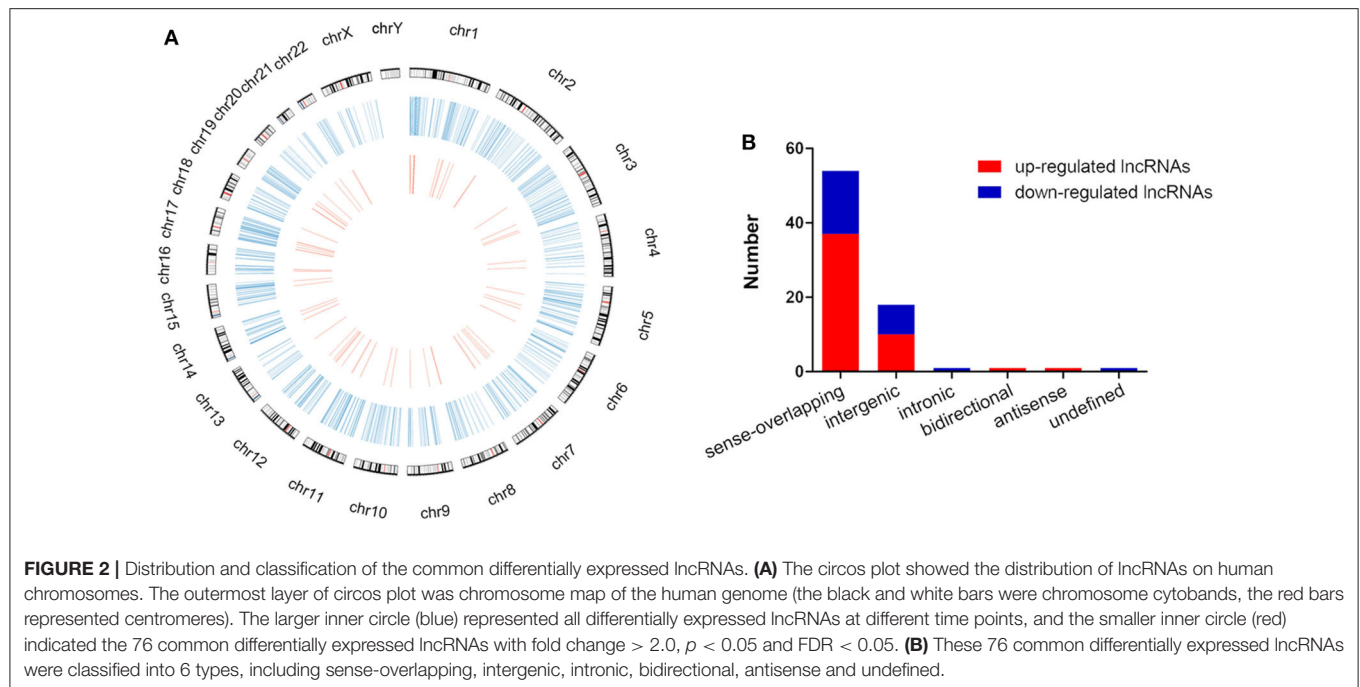 A
chr1
chr2
chr3
chr4
chr5
chr6
chr7
chr8
chr9
chr10
chr11
chr12
chr13
chr14
chr15
chr16
chr17
chr18
chr19
chr20
chr21
chr22
chrX
chrY
B
up-regulated lncRNAs
down-regulated lncRNAs
Number
60
40
20
0
sense-overlapping
intergenic
intronic
bidirectional
antisense
undefined
FIGURE 2 | Distribution and classification of the common differentially expressed lncRNAs. (A) The circos plot showed the distribution of lncRNAs on human
chromosomes. The outermost layer of circos plot was chromosome map of the human genome (the black and white bars were chromosome cytobands, the red bars
represented centromeres). The larger inner circle (blue) represented all differentially expressed lncRNAs at different time points, and the smaller inner circle (red)
indicated the 76 common differentially expressed lncRNAs with fold change > 2.0, p < 0.05 and FDR < 0.05. (B) These 76 common differentially expressed lncRNAs
were classified into 6 types, including sense-overlapping, intergenic, intronic, bidirectional, antisense and undefined.